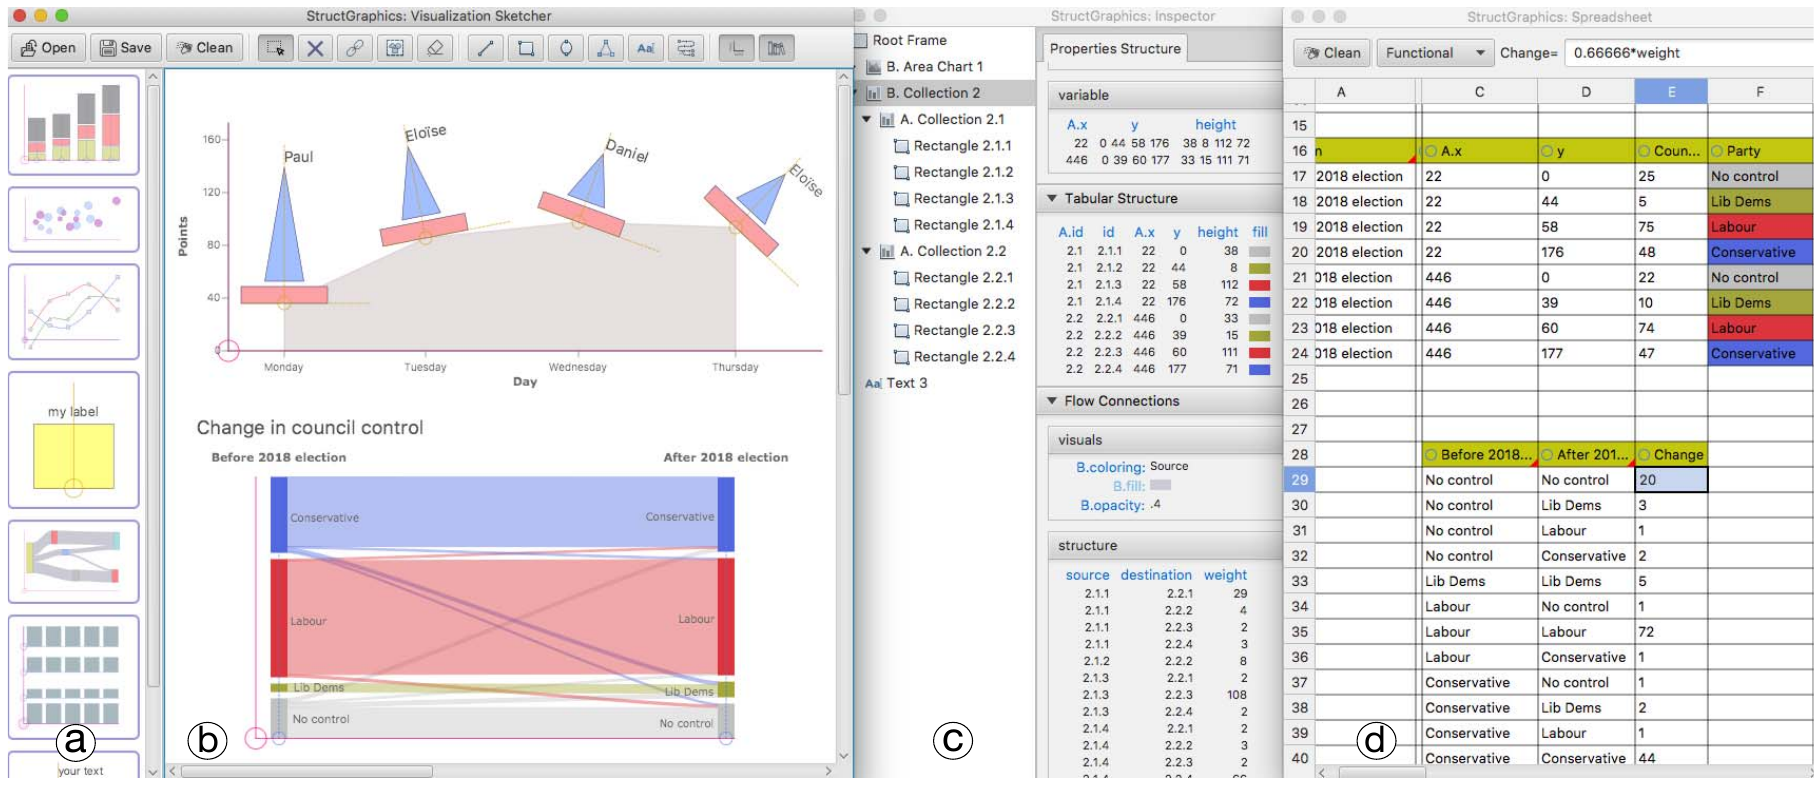 StructGraphics: Visualization Sketcher
Open Save Clean Aa
my label
your text
a
160
120
80
40
0
Points
Paul
Eloïse
Daniel
Eloïse
Monday Tuesday Wednesday Thursday
Day
Change in council control
Before 2018 election After 2018 election
Conservative Conservative
Labour Labour
Lib Dems Lib Dems
No control No control
b
StructGraphics: Inspector
Root Frame
B. Area Chart 1
B. Collection 2
A. Collection 2.1
Rectangle 2.1.1
Rectangle 2.1.2
Rectangle 2.1.3
Rectangle 2.1.4
A. Collection 2.2
Rectangle 2.2.1
Rectangle 2.2.2
Rectangle 2.2.3
Rectangle 2.2.4
Aa Text 3
c
Properties Structure
variable
A.x y height
22 0 44 58 176 38 8 112 72
446 0 39 60 177 33 15 111 71
Tabular Structure
A.id id A.x y height fill
2.1 2.1.1 22 0 38
2.1 2.1.2 22 44 8
2.1 2.1.3 22 58 112
2.1 2.1.4 22 176 72
2.2 2.2.1 446 0 33
2.2 2.2.2 446 39 15
2.2 2.2.3 446 60 111
2.2 2.2.4 446 177 71
Flow Connections
visuals
B.coloring: Source
B.fill:
B.opacity: .4
structure
source destination weight
2.1.1 2.2.1 29
2.1.1 2.2.2 4
2.1.1 2.2.3 2
2.1.1 2.2.4 3
2.1.2 2.2.2 8
2.1.3 2.2.1 2
2.1.3 2.2.3 108
2.1.3 2.2.4 2
2.1.4 2.2.1 2
2.1.4 2.2.2 3
2.1.4 2.2.3 2
StructGraphics: Spreadsheet
Clean Functional Change= 0.66666*weight
A C D E F
15
16 n A.x y Coun... Party
17 2018 election 22 0 25 No control
18 2018 election 22 44 5 Lib Dems
19 2018 election 22 58 75 Labour
20 2018 election 22 176 48 Conservative
21 018 election 446 0 22 No control
22 018 election 446 39 10 Lib Dems
23 018 election 446 60 74 Labour
24 018 election 446 177 47 Conservative
25
26
27
28 Before 2018... After 201... Change
29 No control No control 20
30 No control Lib Dems 3
31 No control Labour 1
32 No control Conservative 2
33 Lib Dems Lib Dems 5
34 Labour No control 1
35 Labour Labour 72
36 Labour Conservative 1
37 Conservative No control 1
38 Conservative Lib Dems 2
39 Conservative Labour 1
40 Conservative Conservative 44
d